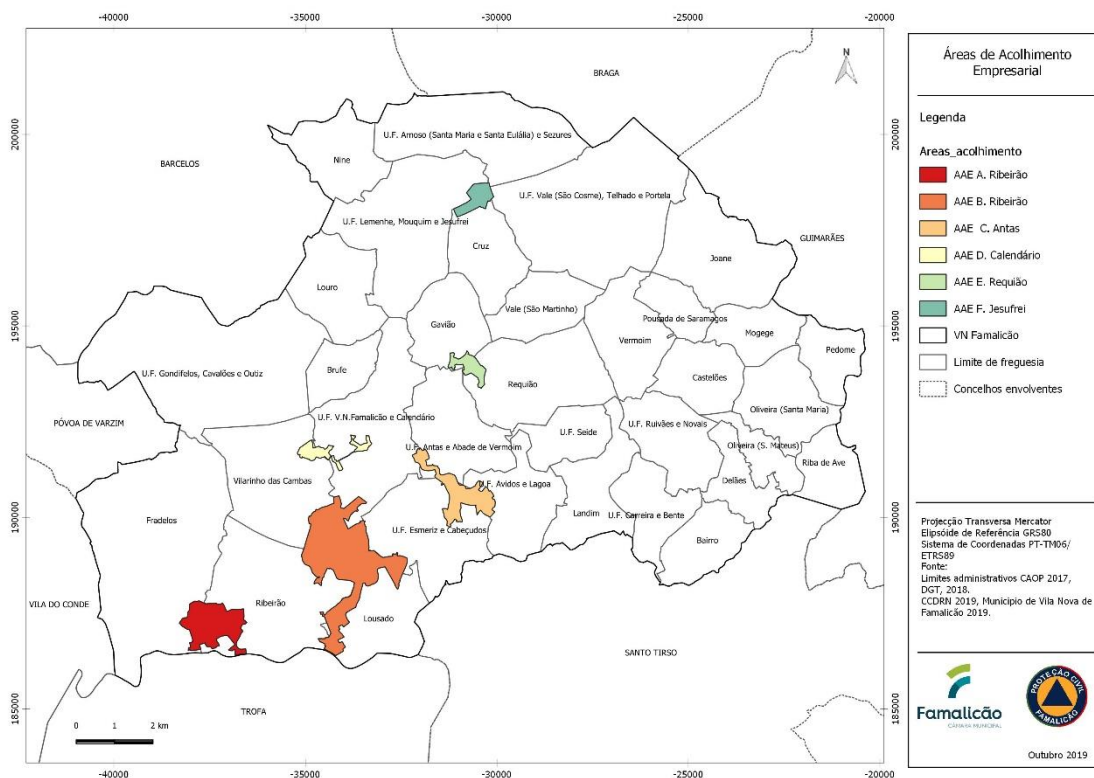 -40000
-35000
-30000
-25000
-20000
200000
195000
190000
185000
200000
195000
190000
185000
N
BRAGA
BARCELOS
U.F. Arnoso (Santa Maria e Santa Eulália) e Sezures
Nine
U.F. Vale (São Cosme), Telhado e Portela
U.F. Lemenhe, Mouquim e Jesufrei
GUIMARÃES
Cruz
Joane
Louro
Vale (São Martinho)
Gavião
Pousada de Saramagos
Mogege
Vermoim
Pedome
U.F. Gondifelos, Cavalões e Outiz
Brufe
Requião
Castelões
U.F. V.N.Famalicão e Calendário
Oliveira (Santa Maria)
PÓVOA DE VARZIM
U.F. Seide
U.F. Ruivães e Novais
U.F. Antas e Abade de Vermoim
Oliveira (S. Mateus)
Riba de Ave
Vilarinho das Cambas
U.F. Avidos e Lagoa
Delães
Fradelos
Landim
U.F. Carreira e Bente
U.F. Esmeriz e Cabeçudos
Bairro
VILA DO CONDE
Ribeirão
Lousado
SANTO TIRSO
TROFA
0 1 2 km
-40000
-35000
-30000
-25000
-20000
Áreas de Acolhimento
Empresarial
Legenda
Areas_acolhimento
AAE A. Ribeirão
AAE B. Ribeirão
AAE C. Antas
AAE D. Calendário
AAE E. Requião
AAE F. Jesufrei
VN Famalicão
Limite de freguesia
Concelhos envolventes
Projecção Transversa Mercator
Elipsóide de Referência GRS80
Sistema de Coordenadas PT-TM06/
ETRS89
Fonte:
Limites administrativos CAOP 2017,
DGT, 2018.
CCDRN 2019, Municipio de Vila Nova de
Famalicão 2019.
Famalicão
CÂMARA MUNICIPAL
PROTEÇÃO CIVIL
FAMALICÃO
Outubro 2019